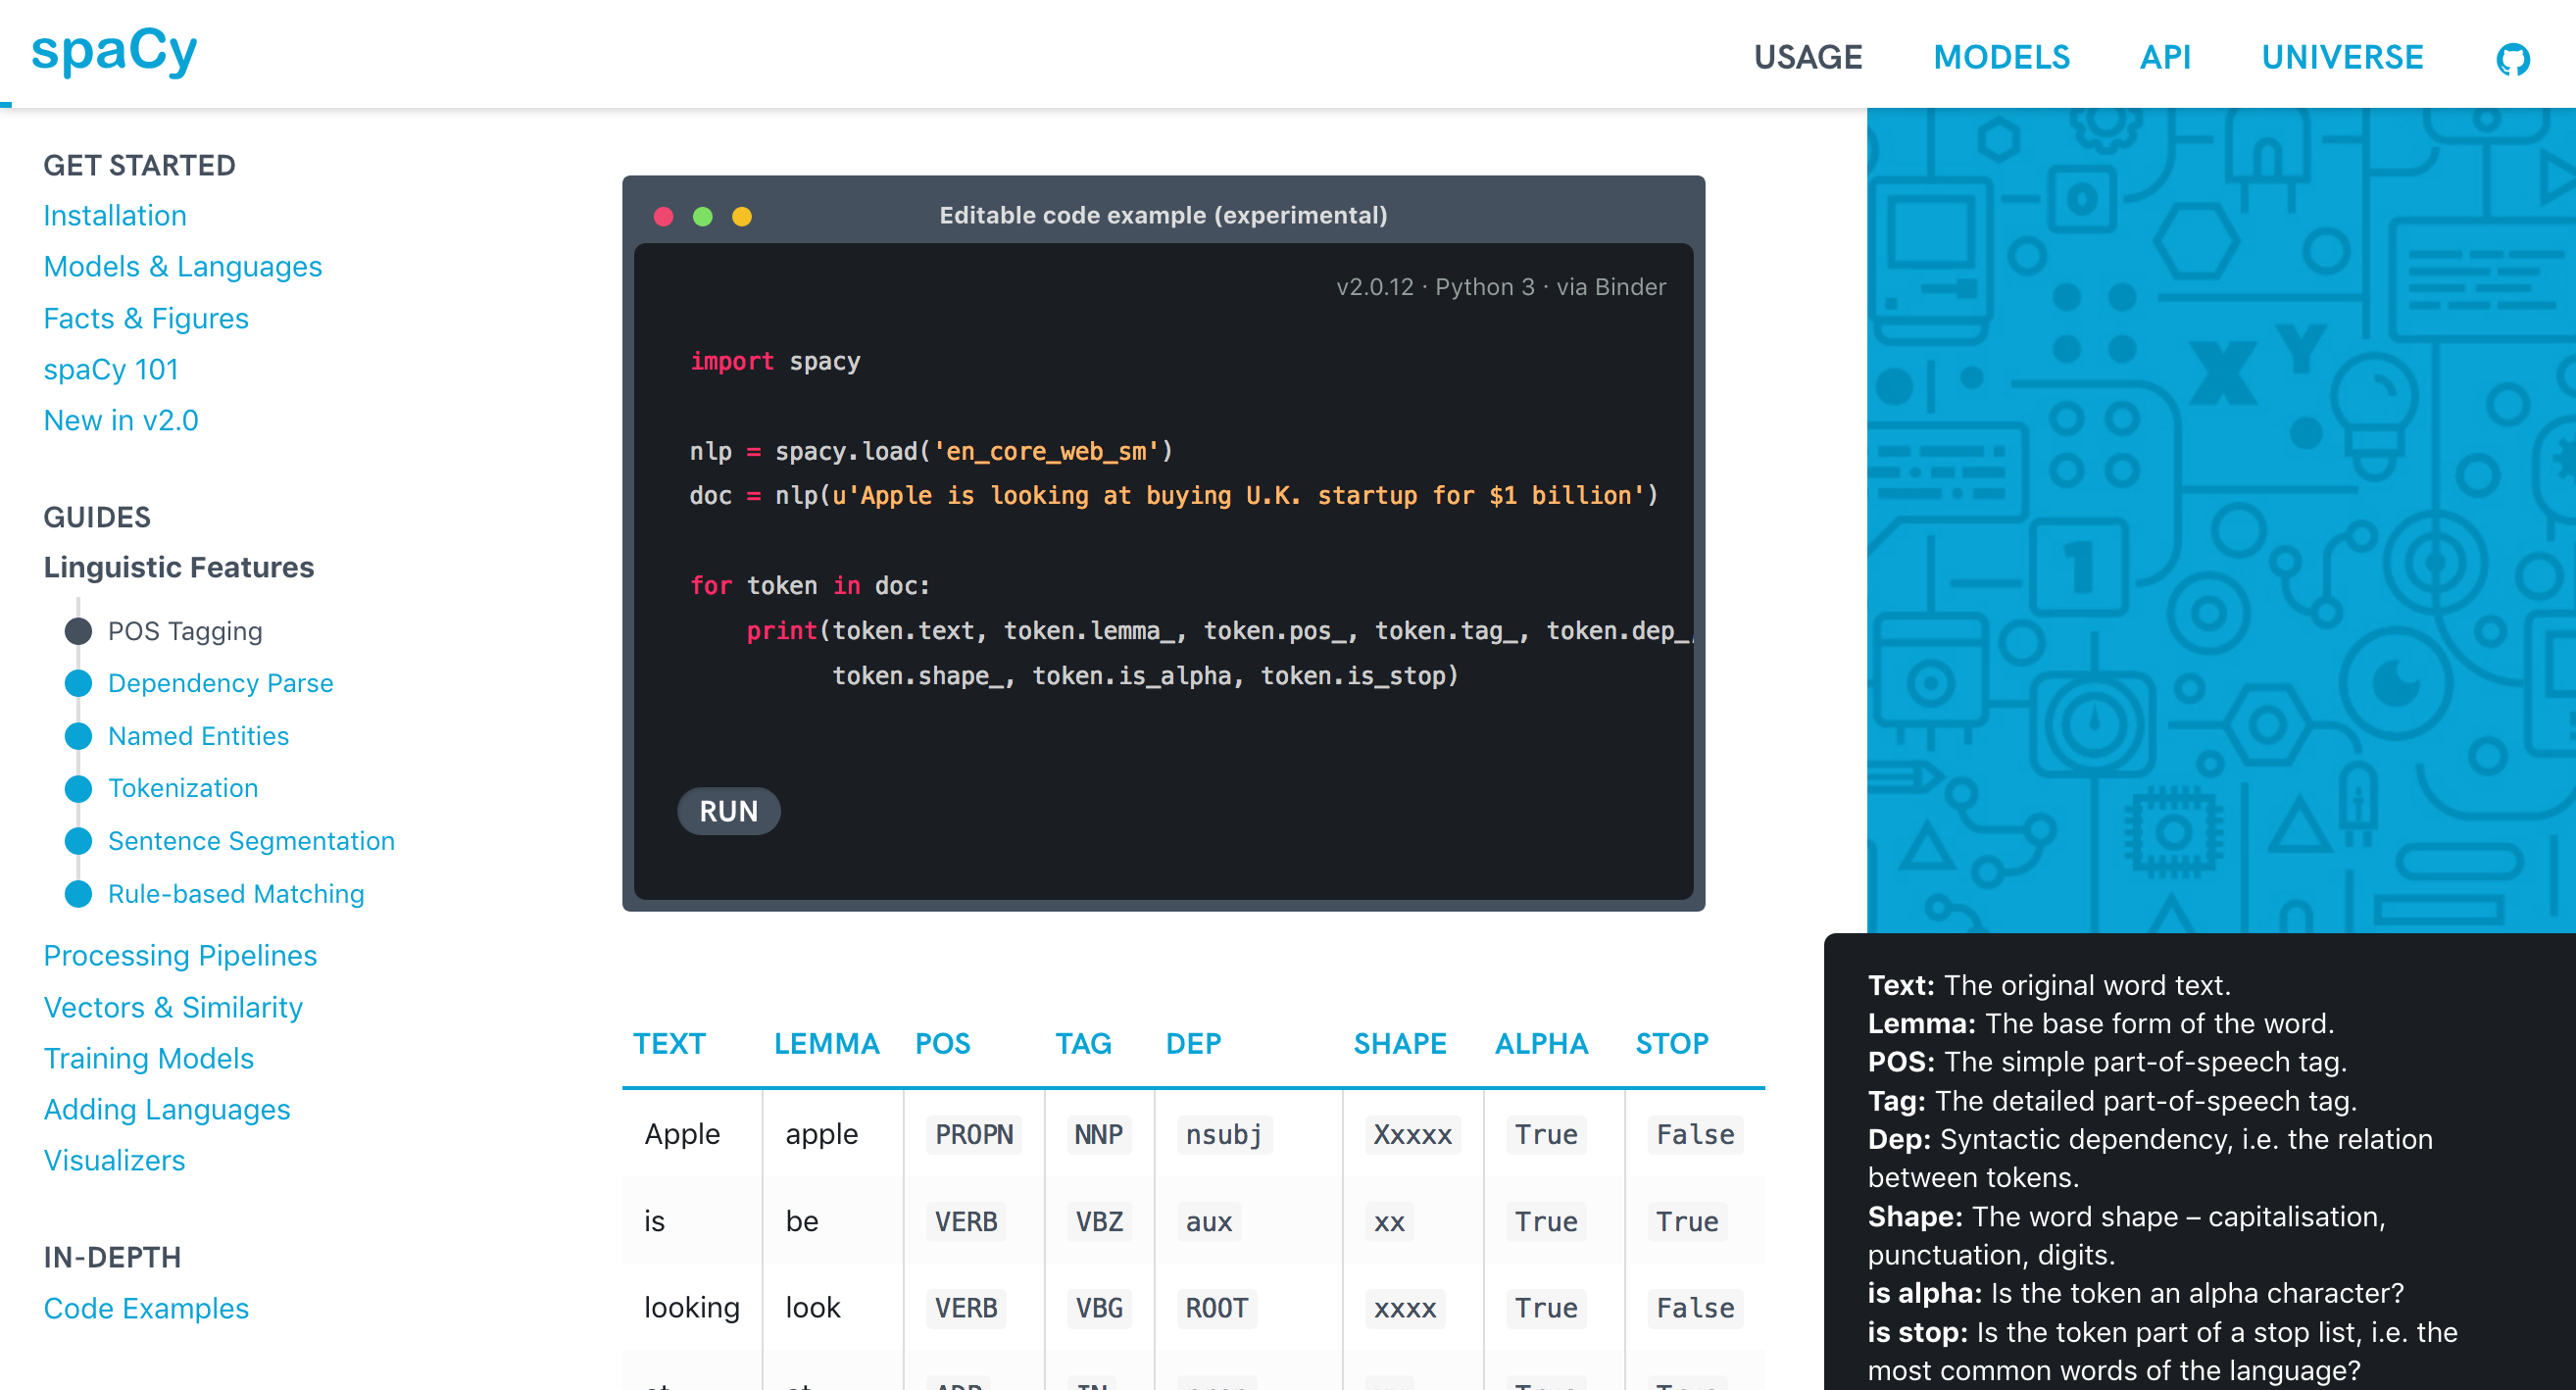 spaCy
USAGE MODELS API UNIVERSE
GET STARTED
Installation
Models & Languages
Facts & Figures
spaCy 101
New in v2.0
GUIDES
Linguistic Features
POS Tagging
Dependency Parse
Named Entities
Tokenization
Sentence Segmentation
Rule-based Matching
Processing Pipelines
Vectors & Similarity
Training Models
Adding Languages
Visualizers
IN-DEPTH
Code Examples
Editable code example (experimental)
v2.0.12 · Python 3 · via Binder
import spacy
nlp = spacy.load('en_core_web_sm')
doc = nlp(u'Apple is looking at buying U.K. startup for $1 billion')
for token in doc:
    print(token.text, token.lemma_, token.pos_, token.tag_, token.dep_,
          token.shape_, token.is_alpha, token.is_stop)
RUN
TEXT LEMMA POS TAG DEP SHAPE ALPHA STOP
Apple apple PROPN NNP nsubj Xxxxx True False
is be VERB VBZ aux xx True True
looking look VERB VBG ROOT xxxx True False
0
X Y
1
Text: The original word text.
Lemma: The base form of the word.
POS: The simple part-of-speech tag.
Tag: The detailed part-of-speech tag.
Dep: Syntactic dependency, i.e. the relation
between tokens.
Shape: The word shape – capitalisation,
punctuation, digits.
is alpha: Is the token an alpha character?
is stop: Is the token part of a stop list, i.e. the
most common words of the language?